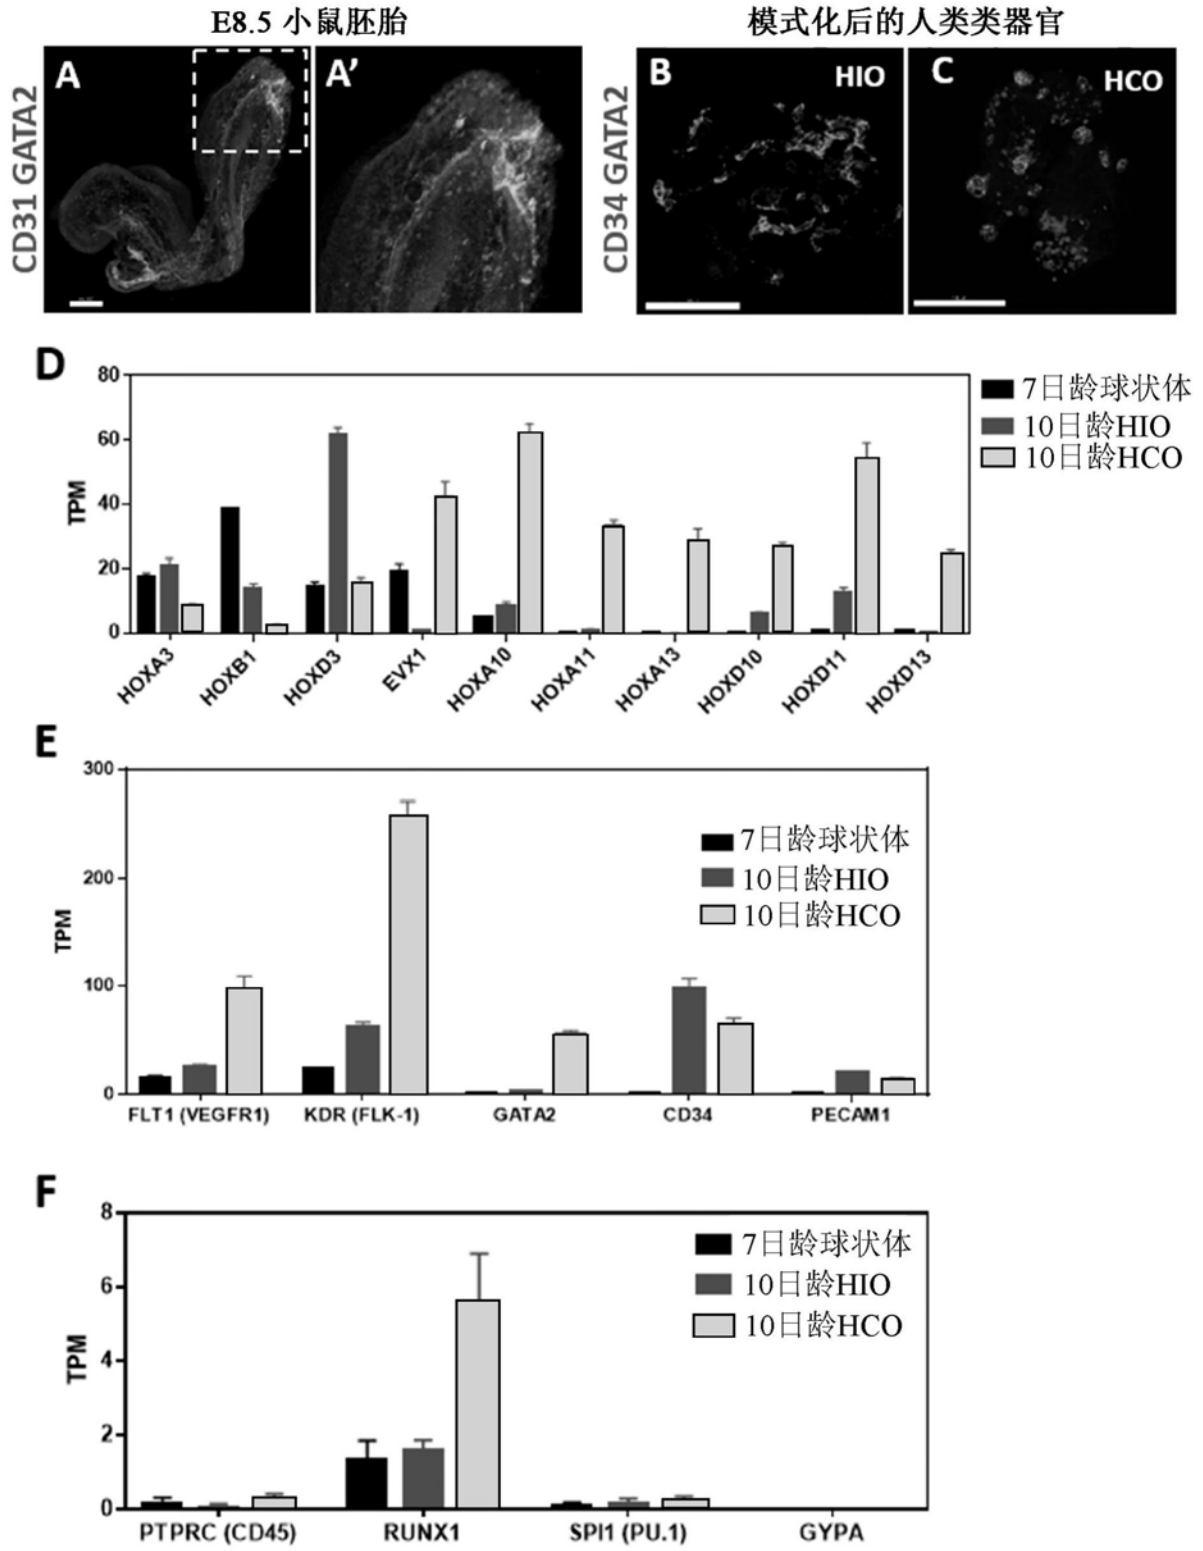 E8.5 小鼠胚胎
模式化后的人类类器官
CD31 GATA2
A
A’
CD34 GATA2
B
HIO
C
HCO
D
80
60
40
20
0
TPM
HOXA3
HOXB1
HOXD3
EVX1
HOXA10
HOXA11
HOXA13
HOXD10
HOXD11
HOXD13
7日龄球状体
10日龄HIO
10日龄HCO
E
300
200
100
0
TPM
7日龄球状体
10日龄HIO
10日龄HCO
FLT1 (VEGFR1)
KDR (FLK-1)
GATA2
CD34
PECAM1
F
8
6
4
2
0
TPM
7日龄球状体
10日龄HIO
10日龄HCO
PTPRC (CD45)
RUNX1
SPI1 (PU.1)
GYPA